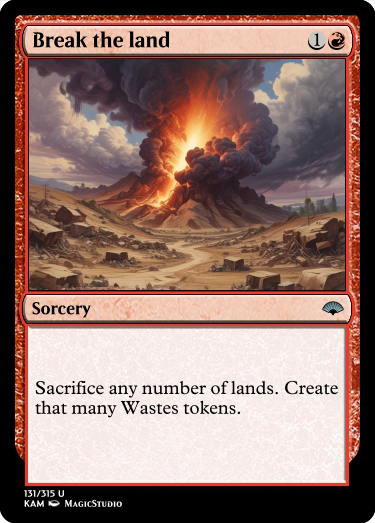 Break the land 1
Sorcery
Sacrifice any number of lands. Create
that many Wastes tokens.
131/315 U
KAM MagicStudio